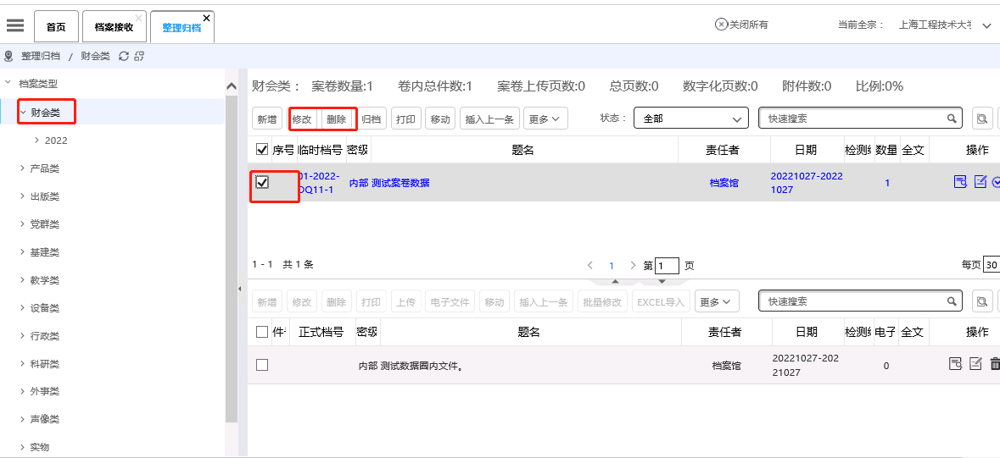 首页 档案接收 整理归档 关闭所有 当前全宗： 上海工程技术大学
整理归档 / 财会类
档案类型
财会类
2022
产品类
出版类
党群类
基建类
教学类
设备类
行政类
科研类
外事类
声像类
实物
财会类： 案卷数量:1 卷内总件数:1 案卷上传页数:0 总页数:0 数字化页数:0 附件数:0 比例:0%
新增 修改 删除 归档 打印 移动 插入上一条 更多 状态： 全部 快速搜索
序号 临时档号 密级 题名 责任者 日期 检测 数量 全文 操作
01-2022-
DQ11-1
内部 测试案卷数据 档案馆
20221027-2022
1027
1
1 - 1 共 1 条 1 第 1 页 每页 30
新增 修改 删除 打印 上传 电子文件 移动 插入上一条 批量修改 EXCEL导入 更多 快速搜索
件号 正式档号 密级 题名 责任者 日期 检测 电子 全文 操作
内部 测试数据圈内文件。 档案馆
20221027-202
21027
0